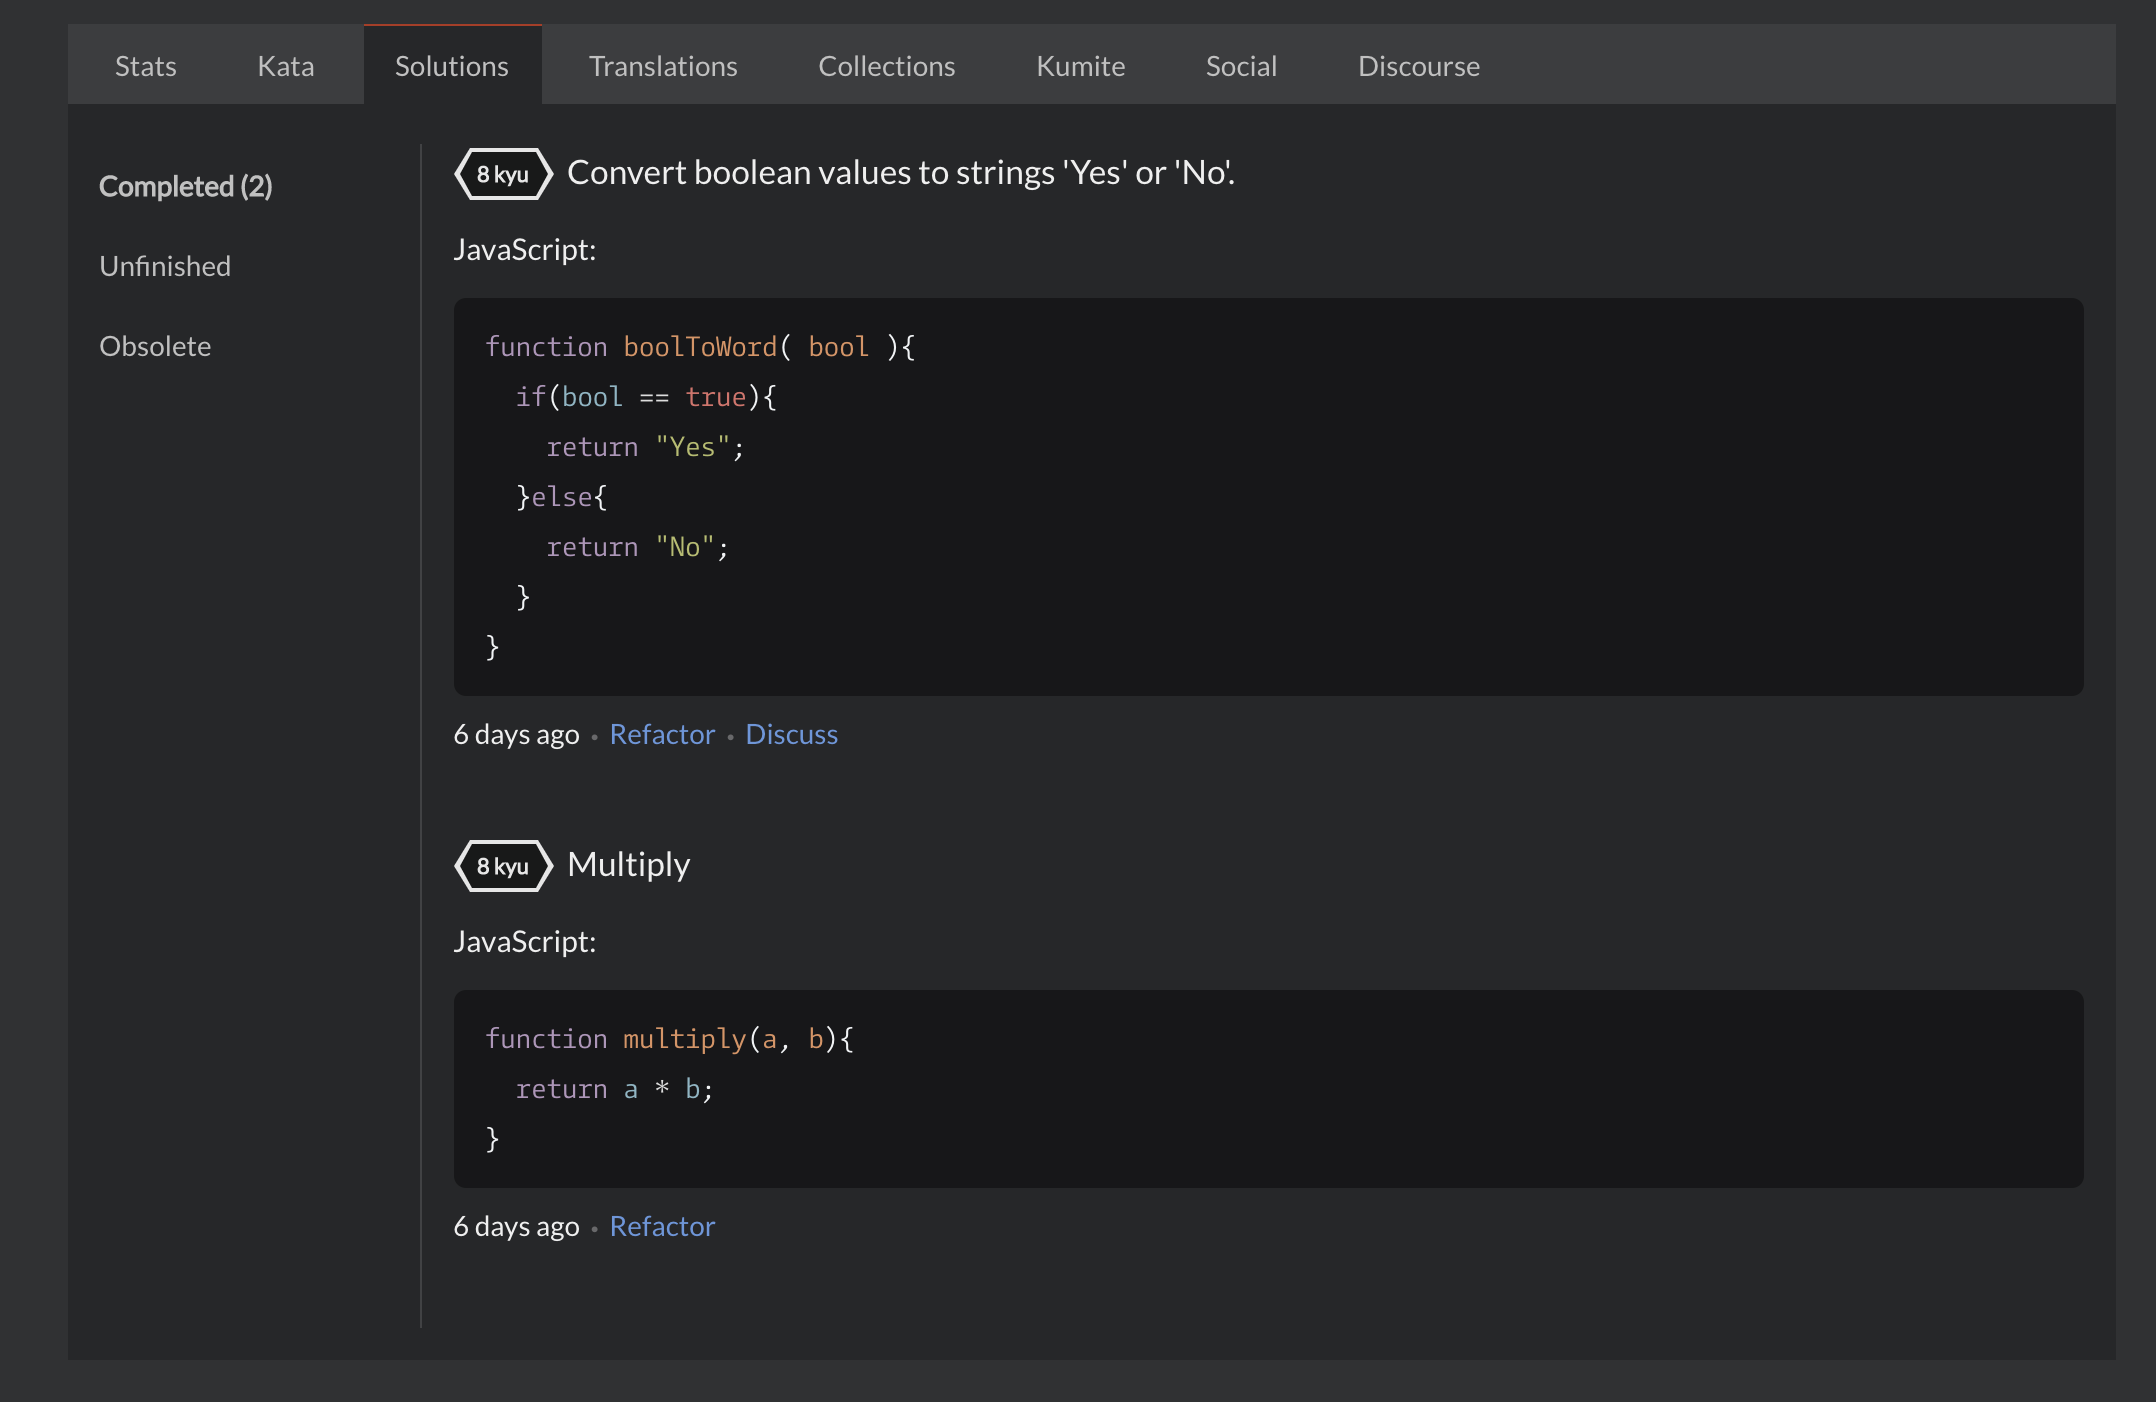 Stats Kata Solutions Translations Collections Kumite Social Discourse
Completed (2)
Unfinished
Obsolete
8 kyu Convert boolean values to strings 'Yes' or 'No'.
JavaScript:
function boolToWord( bool ){
  if(bool == true){
    return "Yes";
  }else{
    return "No";
  }
}
6 days ago • Refactor • Discuss
8 kyu Multiply
JavaScript:
function multiply(a, b){
  return a * b;
}
6 days ago • Refactor